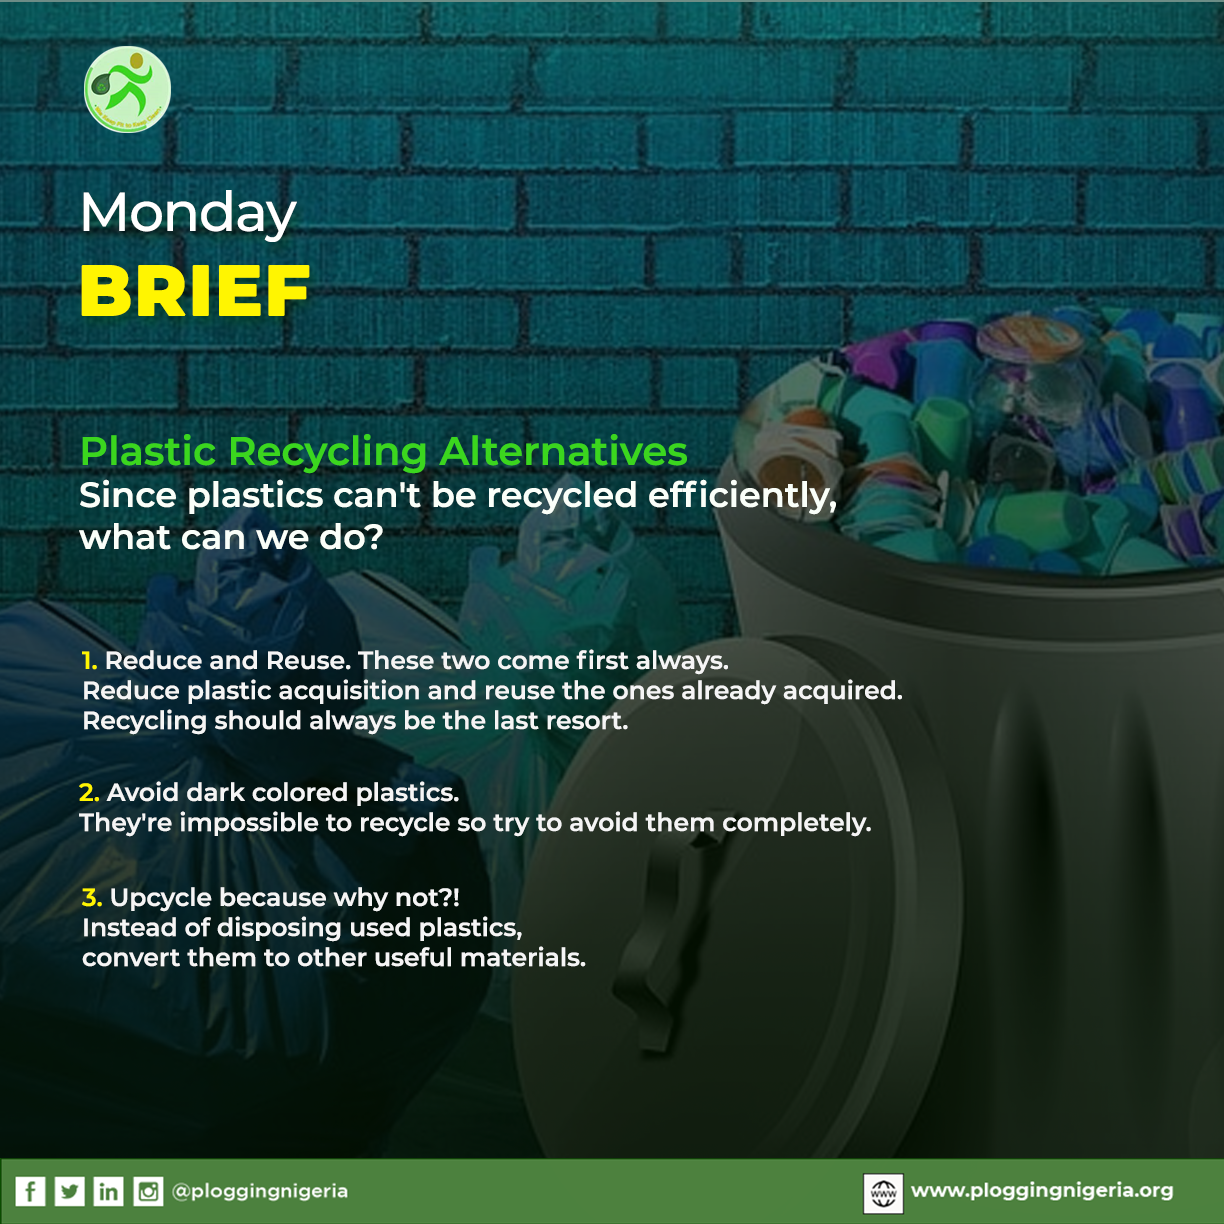 Monday
BRIEF
Plastic Recycling Alternatives
Since plastics can't be recycled efficiently,
what can we do?
1. Reduce and Reuse. These two come first always.
Reduce plastic acquisition and reuse the ones already acquired.
Recycling should always be the last resort.
2. Avoid dark colored plastics.
They're impossible to recycle so try to avoid them completely.
3. Upcycle because why not?!
Instead of disposing used plastics,
convert them to other useful materials.
@ploggingnigeria
www www.ploggingnigeria.org